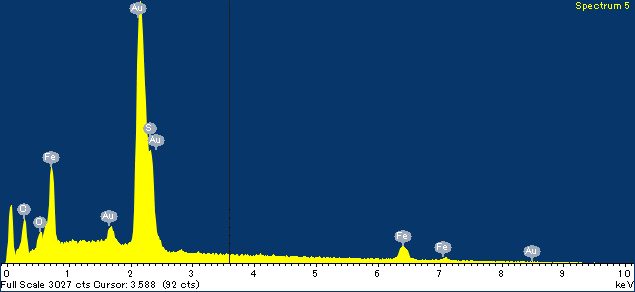 Spectrum 5
Au
S
Au
Fe
C
O
Au
Fe
Fe
Au
0 1 2 3 4 5 6 7 8 9 10
Full Scale 3027 cts Cursor: 3.588 (92 cts) keV